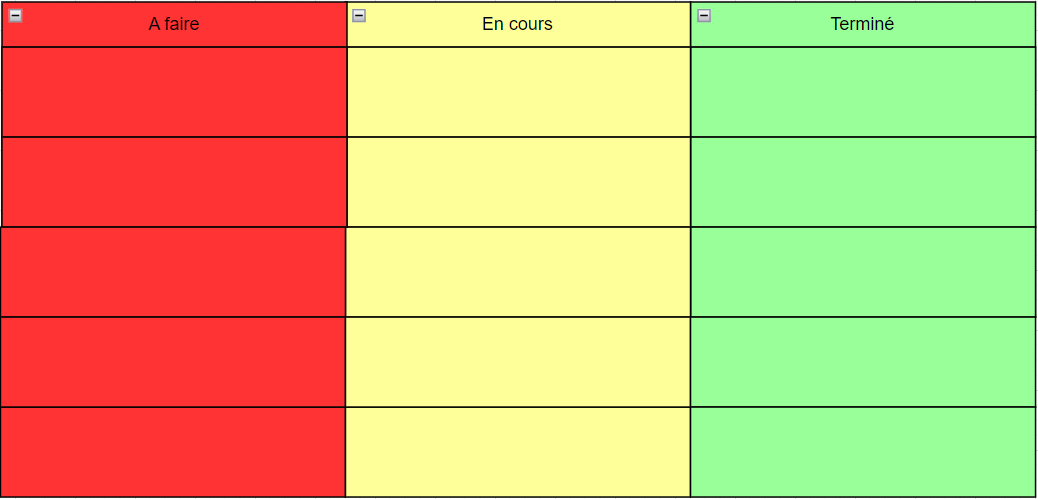 A faire
En cours
Terminé